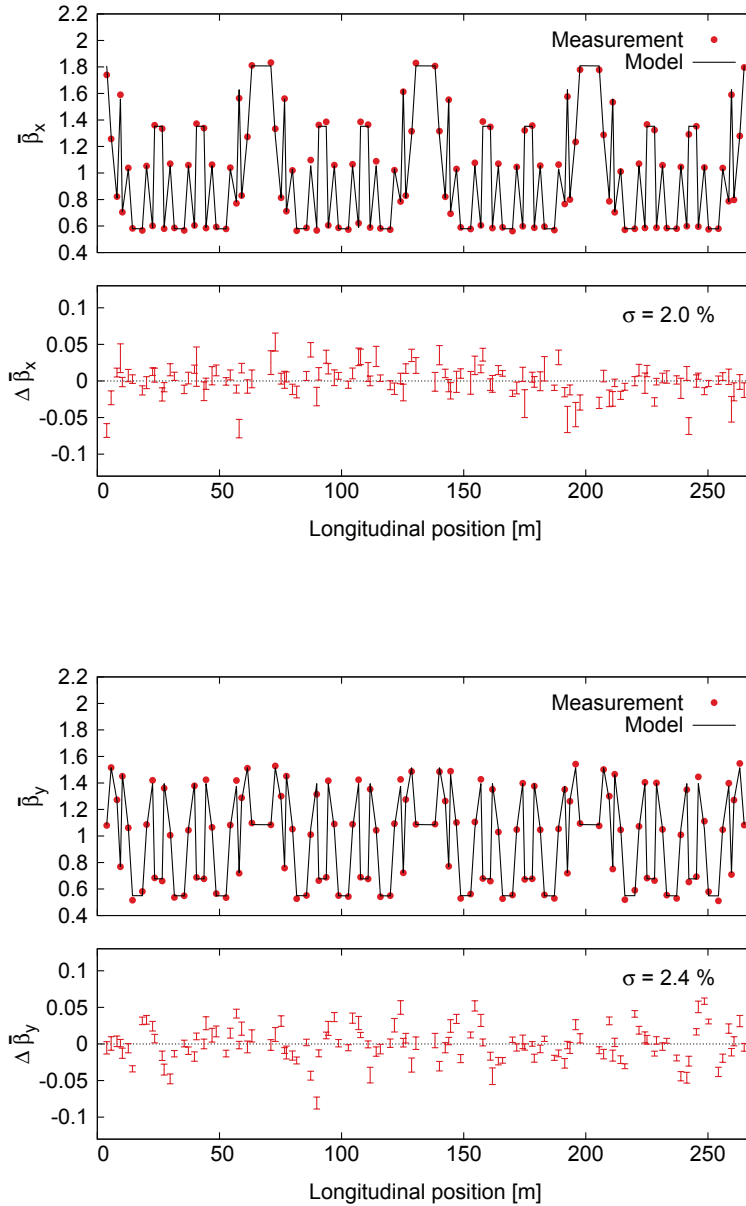 2.2
2
1.8
1.6
1.4
1.2
1
0.8
0.6
0.4
β̄x
Measurement
Model
0.1
0.05
0
-0.05
-0.1
Δ β̄x
σ = 2.0 %
0 50 100 150 200 250
Longitudinal position [m]
2.2
2
1.8
1.6
1.4
1.2
1
0.8
0.6
0.4
β̄y
Measurement
Model
0.1
0.05
0
-0.05
-0.1
Δ β̄y
σ = 2.4 %
0 50 100 150 200 250
Longitudinal position [m]